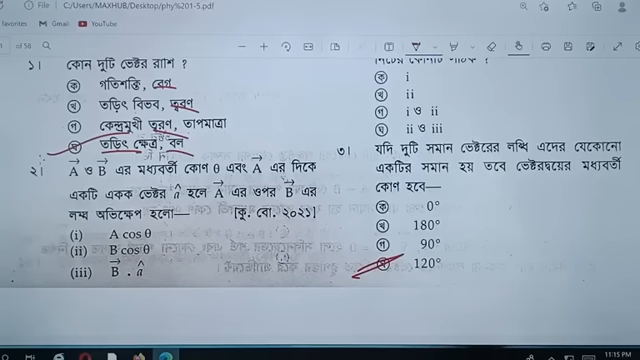 File C:/Users/MAXHUB/Desktop/phy%201-5.pdf
favorites Gmail YouTube
of 58
১। কোন দুটি ভেক্টর রাশি ?
ক গতিশক্তি, বেগ
খ তড়িৎ বিভব, ত্বরণ
গ কেন্দ্রমুখী ত্বরণ, তাপমাত্রা
ঘ তড়িৎ ক্ষেত্র, বল
২। A ও B এর মধ্যবর্তী কোণ θ এবং A এর দিকে
একটি একক ভেক্টর â হলে A এর ওপর B এর
লম্ব অভিক্ষেপ হলো— [কু. বো. ২০২১]
(i) A cosθ
(ii) B cosθ
(iii) B . â
ক i
খ ii
গ i ও ii
ঘ ii ও iii
৩। যদি দুটি সমান ভেক্টরের লব্ধি এদের যেকোনো
একটির সমান হয় তবে ভেক্টরদ্বয়ের মধ্যবর্তী
কোণ হবে—
ক 0°
খ 180°
গ 90°
ঘ 120°
11:15 PM